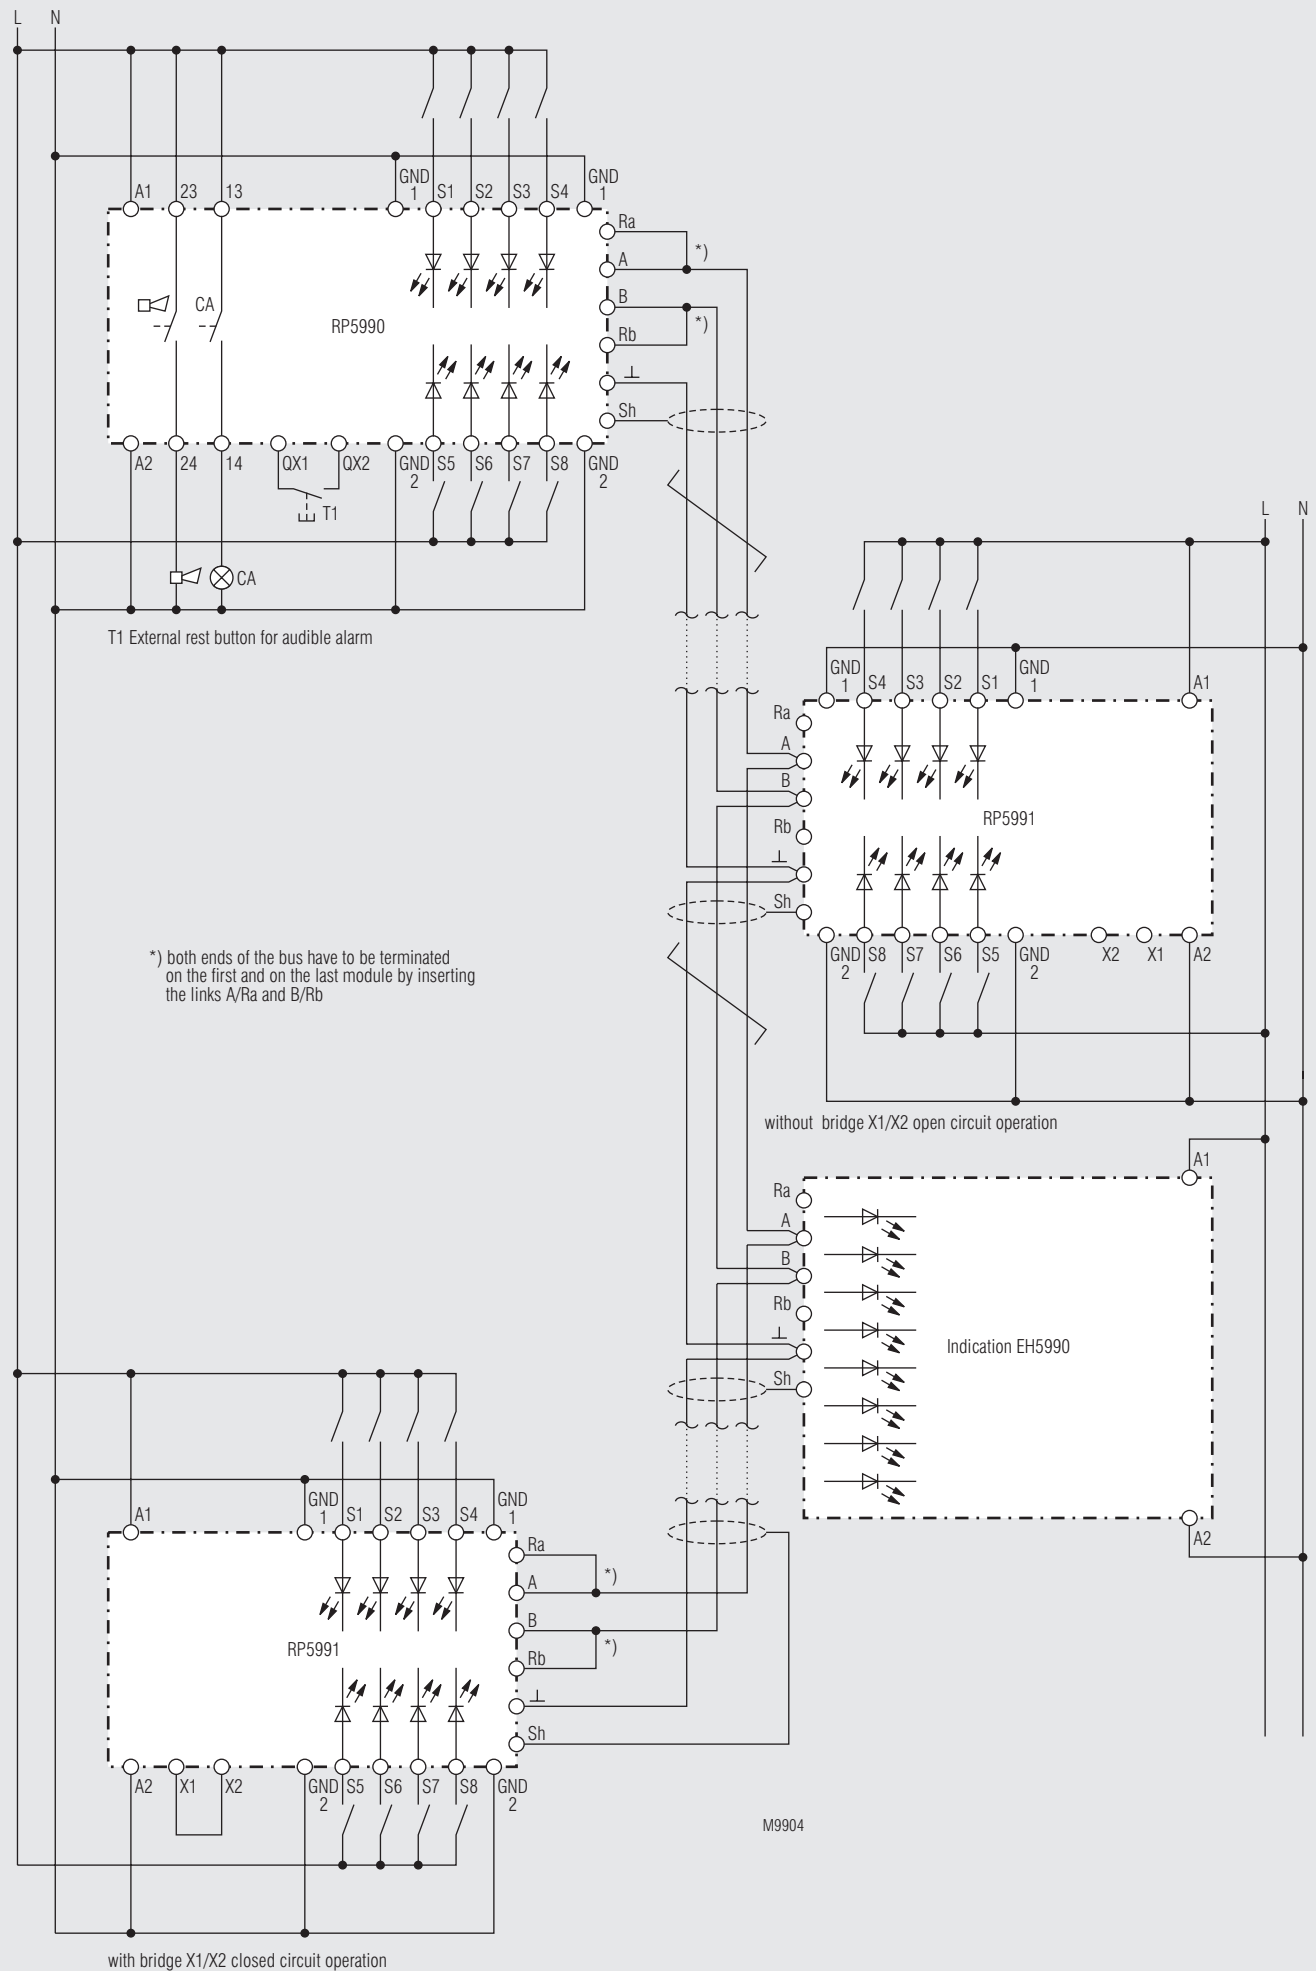 L N
A1 23 13 GND 1 S1 S2 S3 S4 GND 1
Ra
*)
A
CA
B
*)
RP5990
Rb
⊥
Sh
A2 24 14 QX1 QX2 GND 2 S5 S6 S7 S8 GND 2
T1
CA
T1 External rest button for audible alarm
L N
GND 1 S4 S3 S2 S1 GND 1 A1
Ra
A
B
RP5991
Rb
⊥
Sh
GND 2 S8 S7 S6 S5 GND 2 X2 X1 A2
*) both ends of the bus have to be terminated
on the first and on the last module by inserting
the links A/Ra and B/Rb
without bridge X1/X2 open circuit operation
A1
Ra
A
B
Rb
⊥
Indication EH5990
Sh
A2
A1 GND 1 S1 S2 S3 S4 GND 1
Ra
*)
A
B
*)
RP5991
Rb
⊥
Sh
A2 X1 X2 GND 2 S5 S6 S7 S8 GND 2
M9904
with bridge X1/X2 closed circuit operation